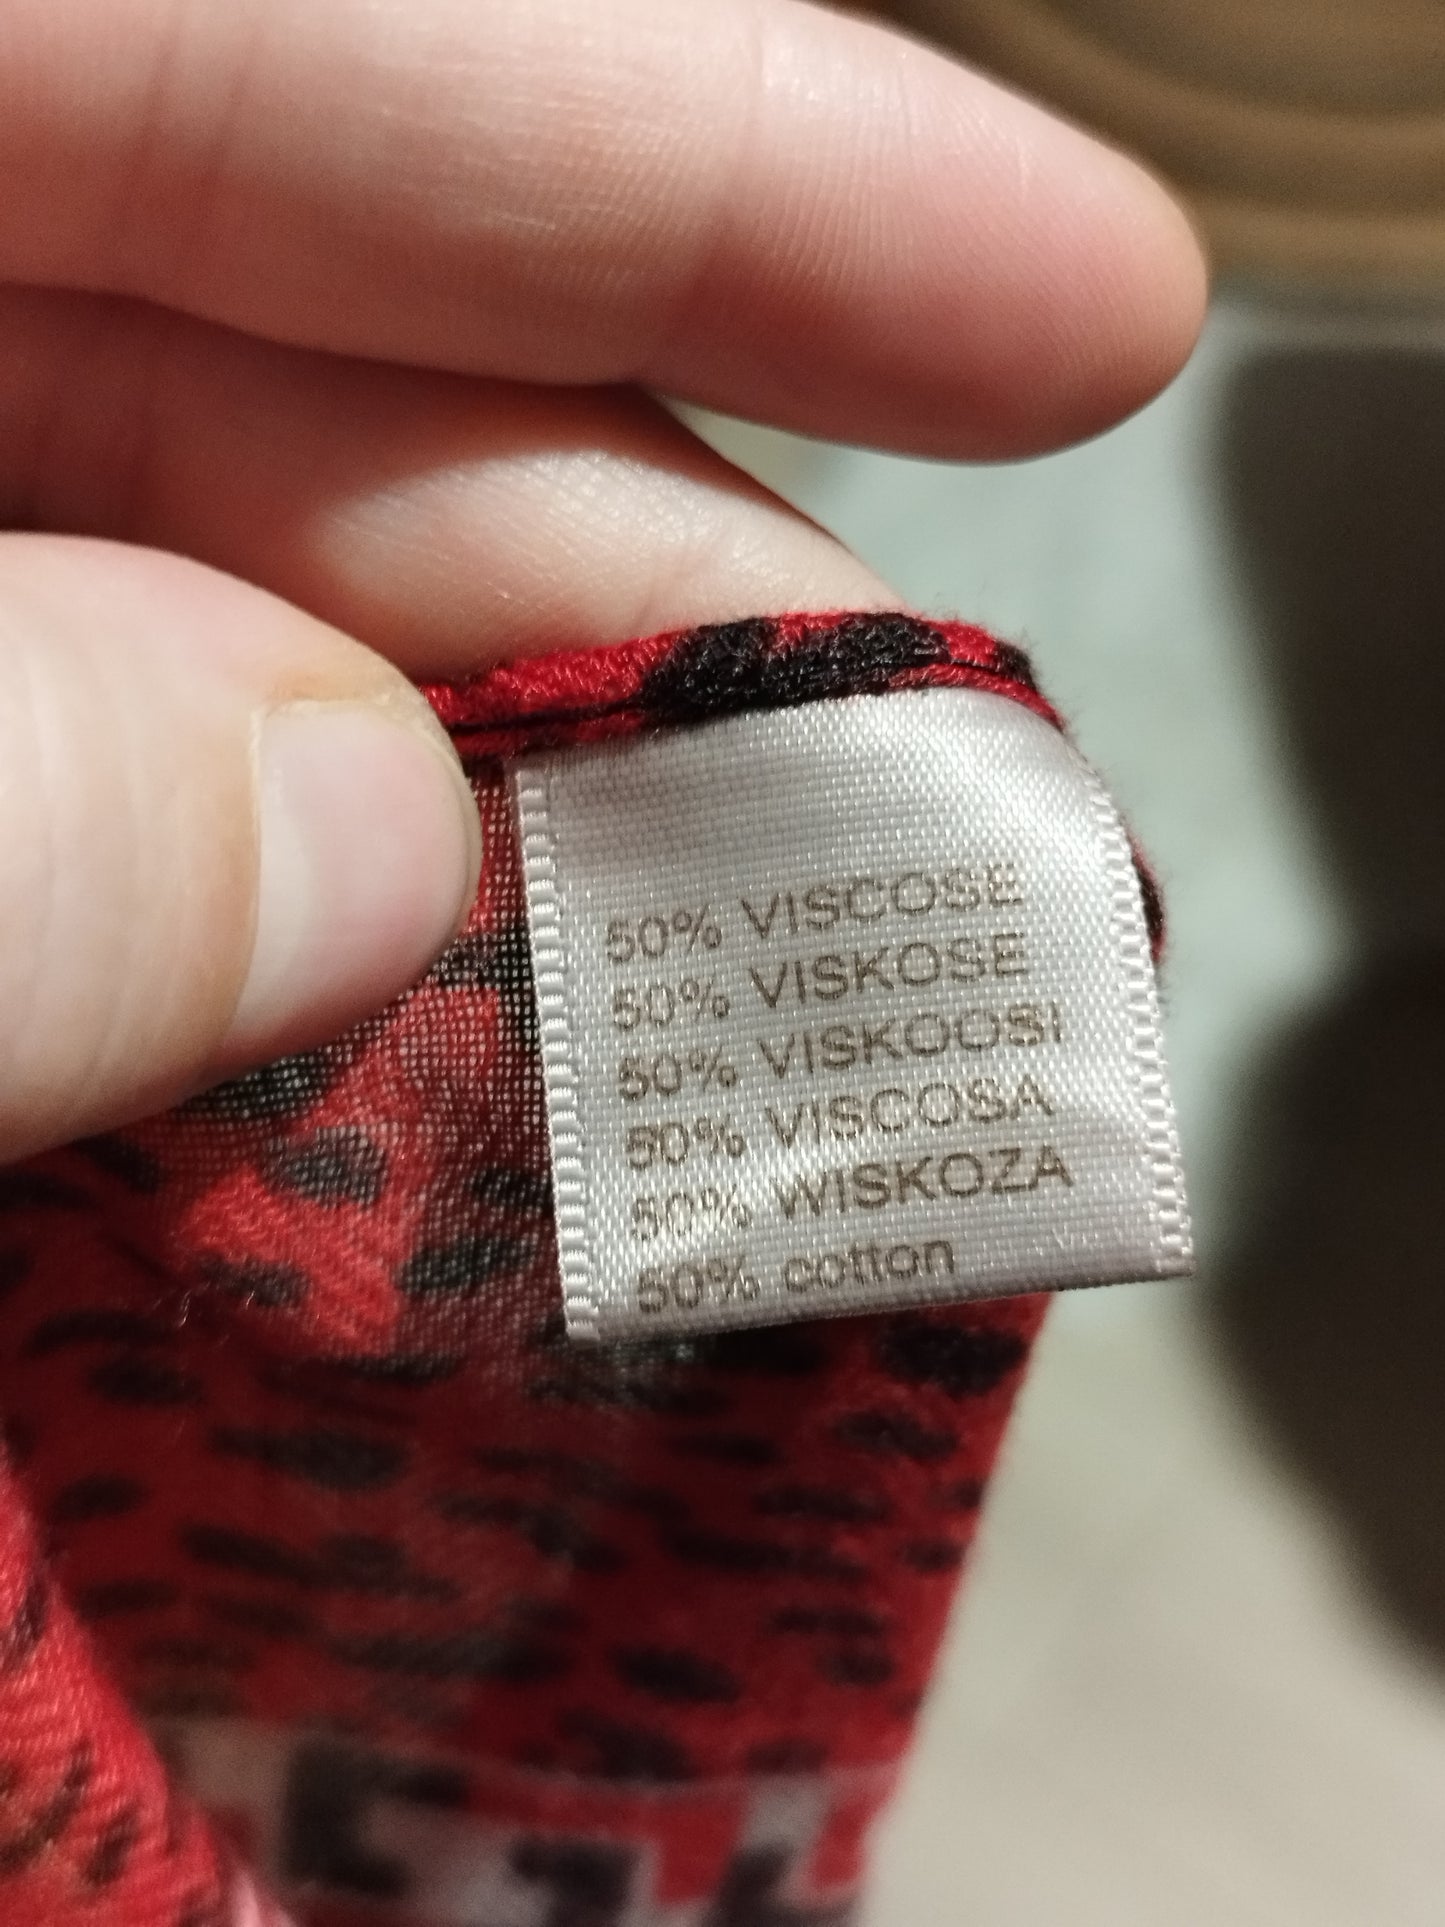 50% VISCOSE
50% VISKOSE
50% VISKOOSI
50% VISCOSA
50% WISKOZA
50% cotton